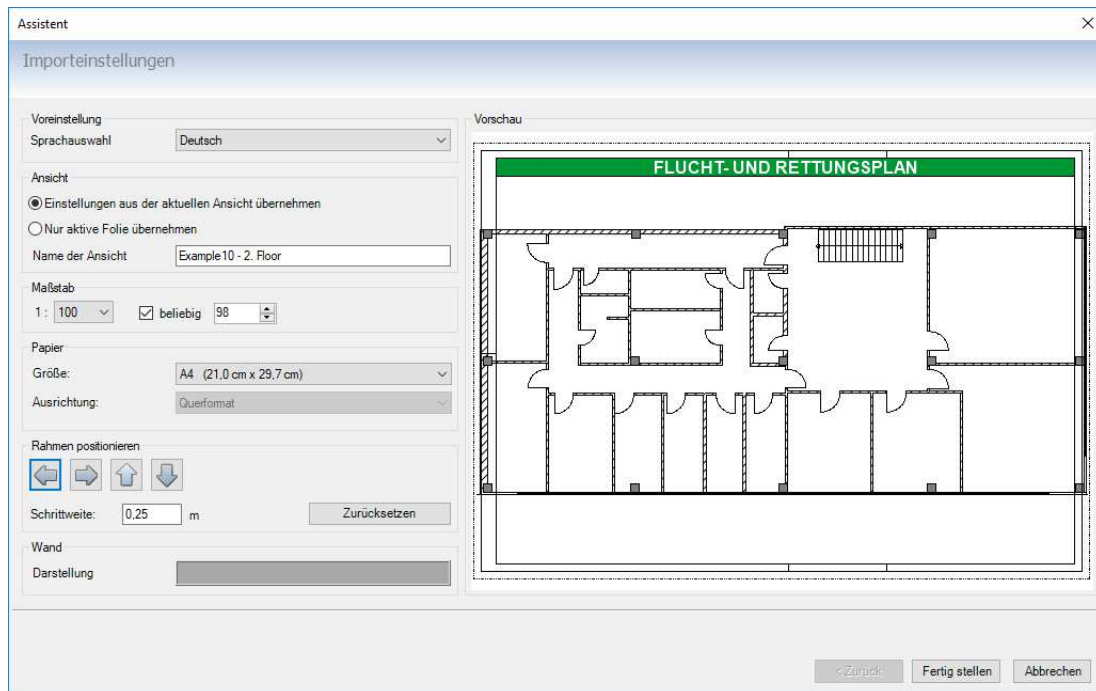 Assistent
Importeinstellungen
Voreinstellung
Sprachauswahl Deutsch
Ansicht
Einstellungen aus der aktuellen Ansicht übernehmen
Nur aktive Folie übernehmen
Name der Ansicht Example10 - 2. Floor
Maßstab
1 : 100 beliebig 98
Papier
Größe: A4 (21,0 cm x 29,7 cm)
Ausrichtung: Querformat
Rahmen positionieren
Schrittweite: 0,25 m Zurücksetzen
Wand
Darstellung
Vorschau
FLUCHT- UND RETTUNGSPLAN
<Zurück Fertig stellen Abbrechen